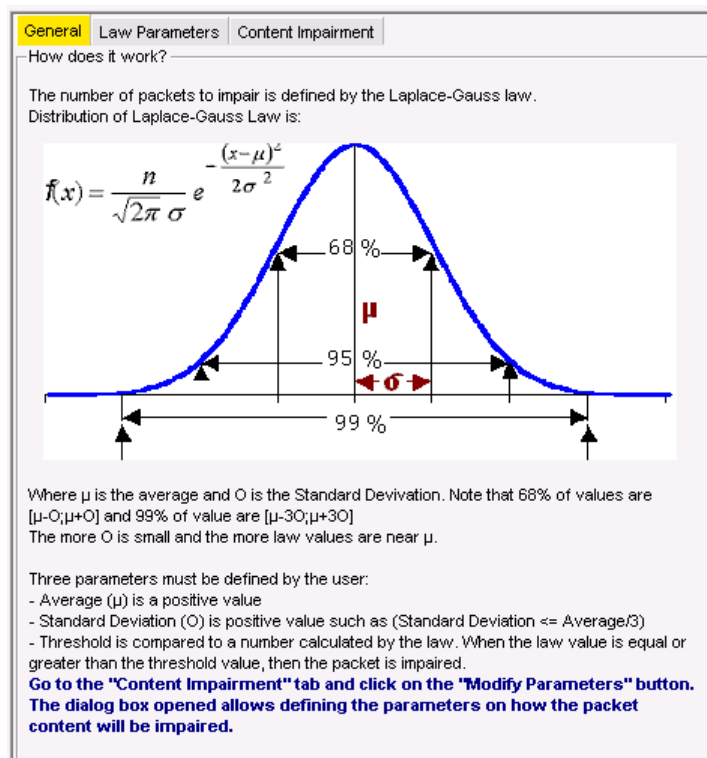 General Law Parameters Content Impairment
How does it work?
The number of packets to impair is defined by the Laplace-Gauss law.
Distribution of Laplace-Gauss Law is:
f(x) = n / √2π σ e^-(x-μ)²/2σ²
68 %
μ
95 %
σ
99 %
Where μ is the average and O is the Standard Devivation. Note that 68% of values are
[μ-O;μ+O] and 99% of value are [μ-3O;μ+3O]
The more O is small and the more law values are near μ.
Three parameters must be defined by the user:
- Average (μ) is a positive value
- Standard Deviation (O) is positive value such as (Standard Deviation <= Average/3)
- Threshold is compared to a number calculated by the law. When the law value is equal or
greater than the threshold value, then the packet is impaired.
Go to the "Content Impairment" tab and click on the "Modify Parameters" button.
The dialog box opened allows defining the parameters on how the packet
content will be impaired.